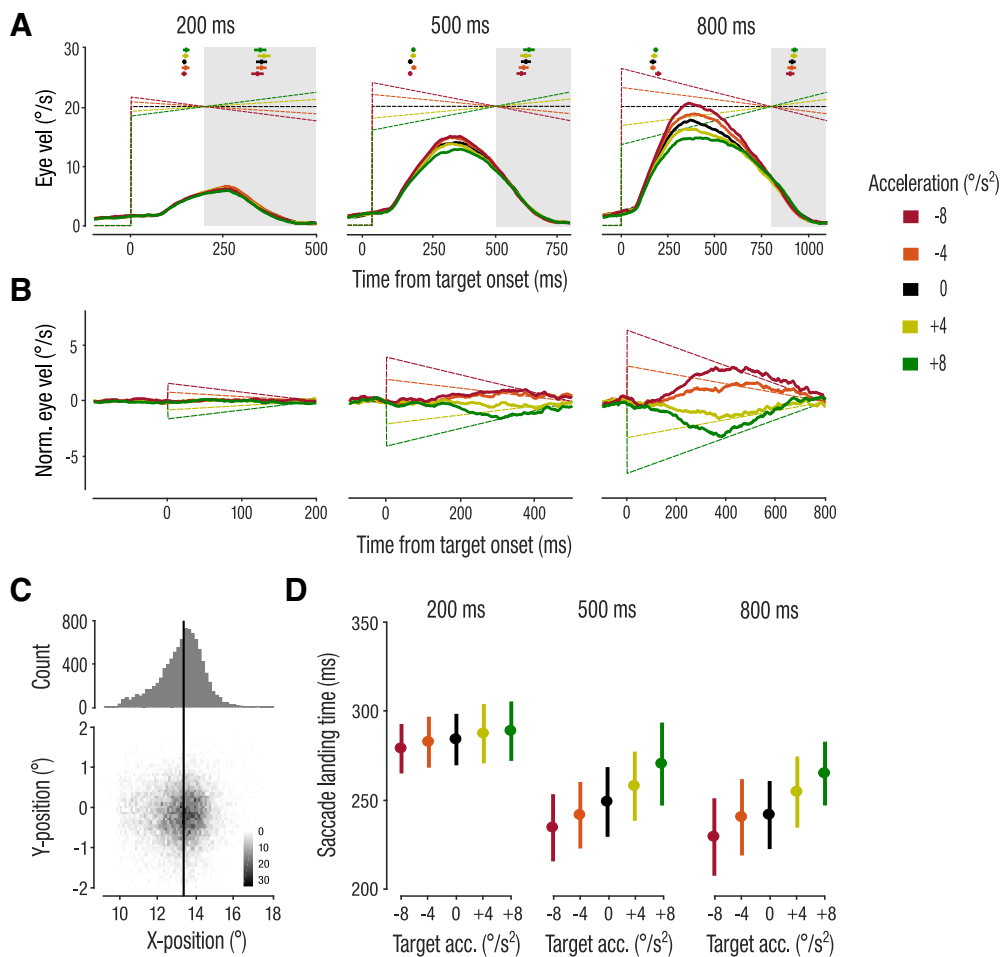 A
200 ms
500 ms
800 ms
Eye vel (°/s)
30
20
10
0
0
250
500
0
250
500
750
0
250
500
750
1000
Time from target onset (ms)
Acceleration (°/s²)
-8
-4
0
+4
+8
B
Norm. eye vel (°/s)
5
0
-5
0
100
200
0
200
400
0
200
400
600
800
Time from target onset (ms)
C
Count
800
400
0
Y-position (°)
2
1
0
-1
-2
0
10
20
30
10
12
14
16
18
X-position (°)
D
200 ms
500 ms
800 ms
Saccade landing time (ms)
350
300
250
200
-8 -4 0 +4 +8
-8 -4 0 +4 +8
-8 -4 0 +4 +8
Target acc. (°/s²)
Target acc. (°/s²)
Target acc. (°/s²)